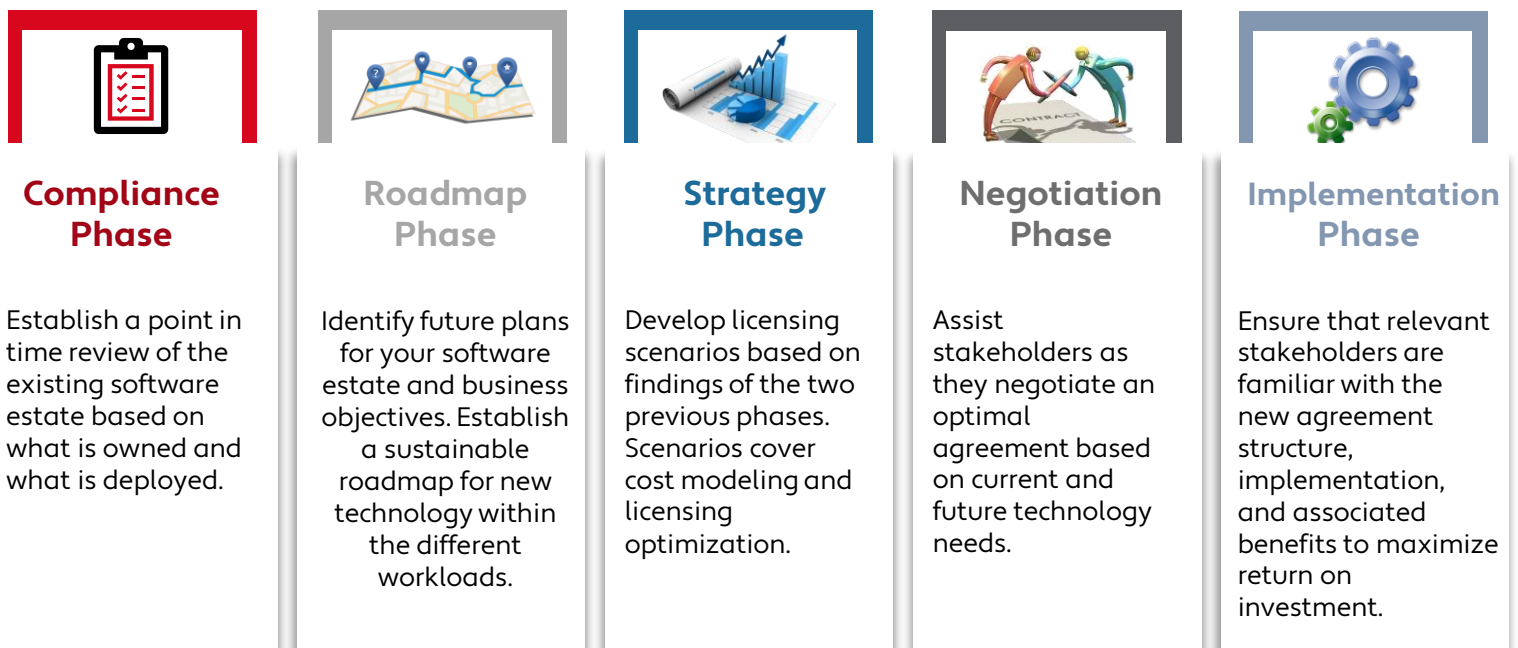 Compliance
Phase
Establish a point in
time review of the
existing software
estate based on
what is owned and
what is deployed.
Roadmap
Phase
Identify future plans
for your software
estate and business
objectives. Establish
a sustainable
roadmap for new
technology within
the different
workloads.
Strategy
Phase
Develop licensing
scenarios based on
findings of the two
previous phases.
Scenarios cover
cost modeling and
licensing
optimization.
CONTRACT
Negotiation
Phase
Assist
stakeholders as
they negotiate an
optimal
agreement based
on current and
future technology
needs.
Implementation
Phase
Ensure that relevant
stakeholders are
familiar with the
new agreement
structure,
implementation,
and associated
benefits to maximize
return on
investment.